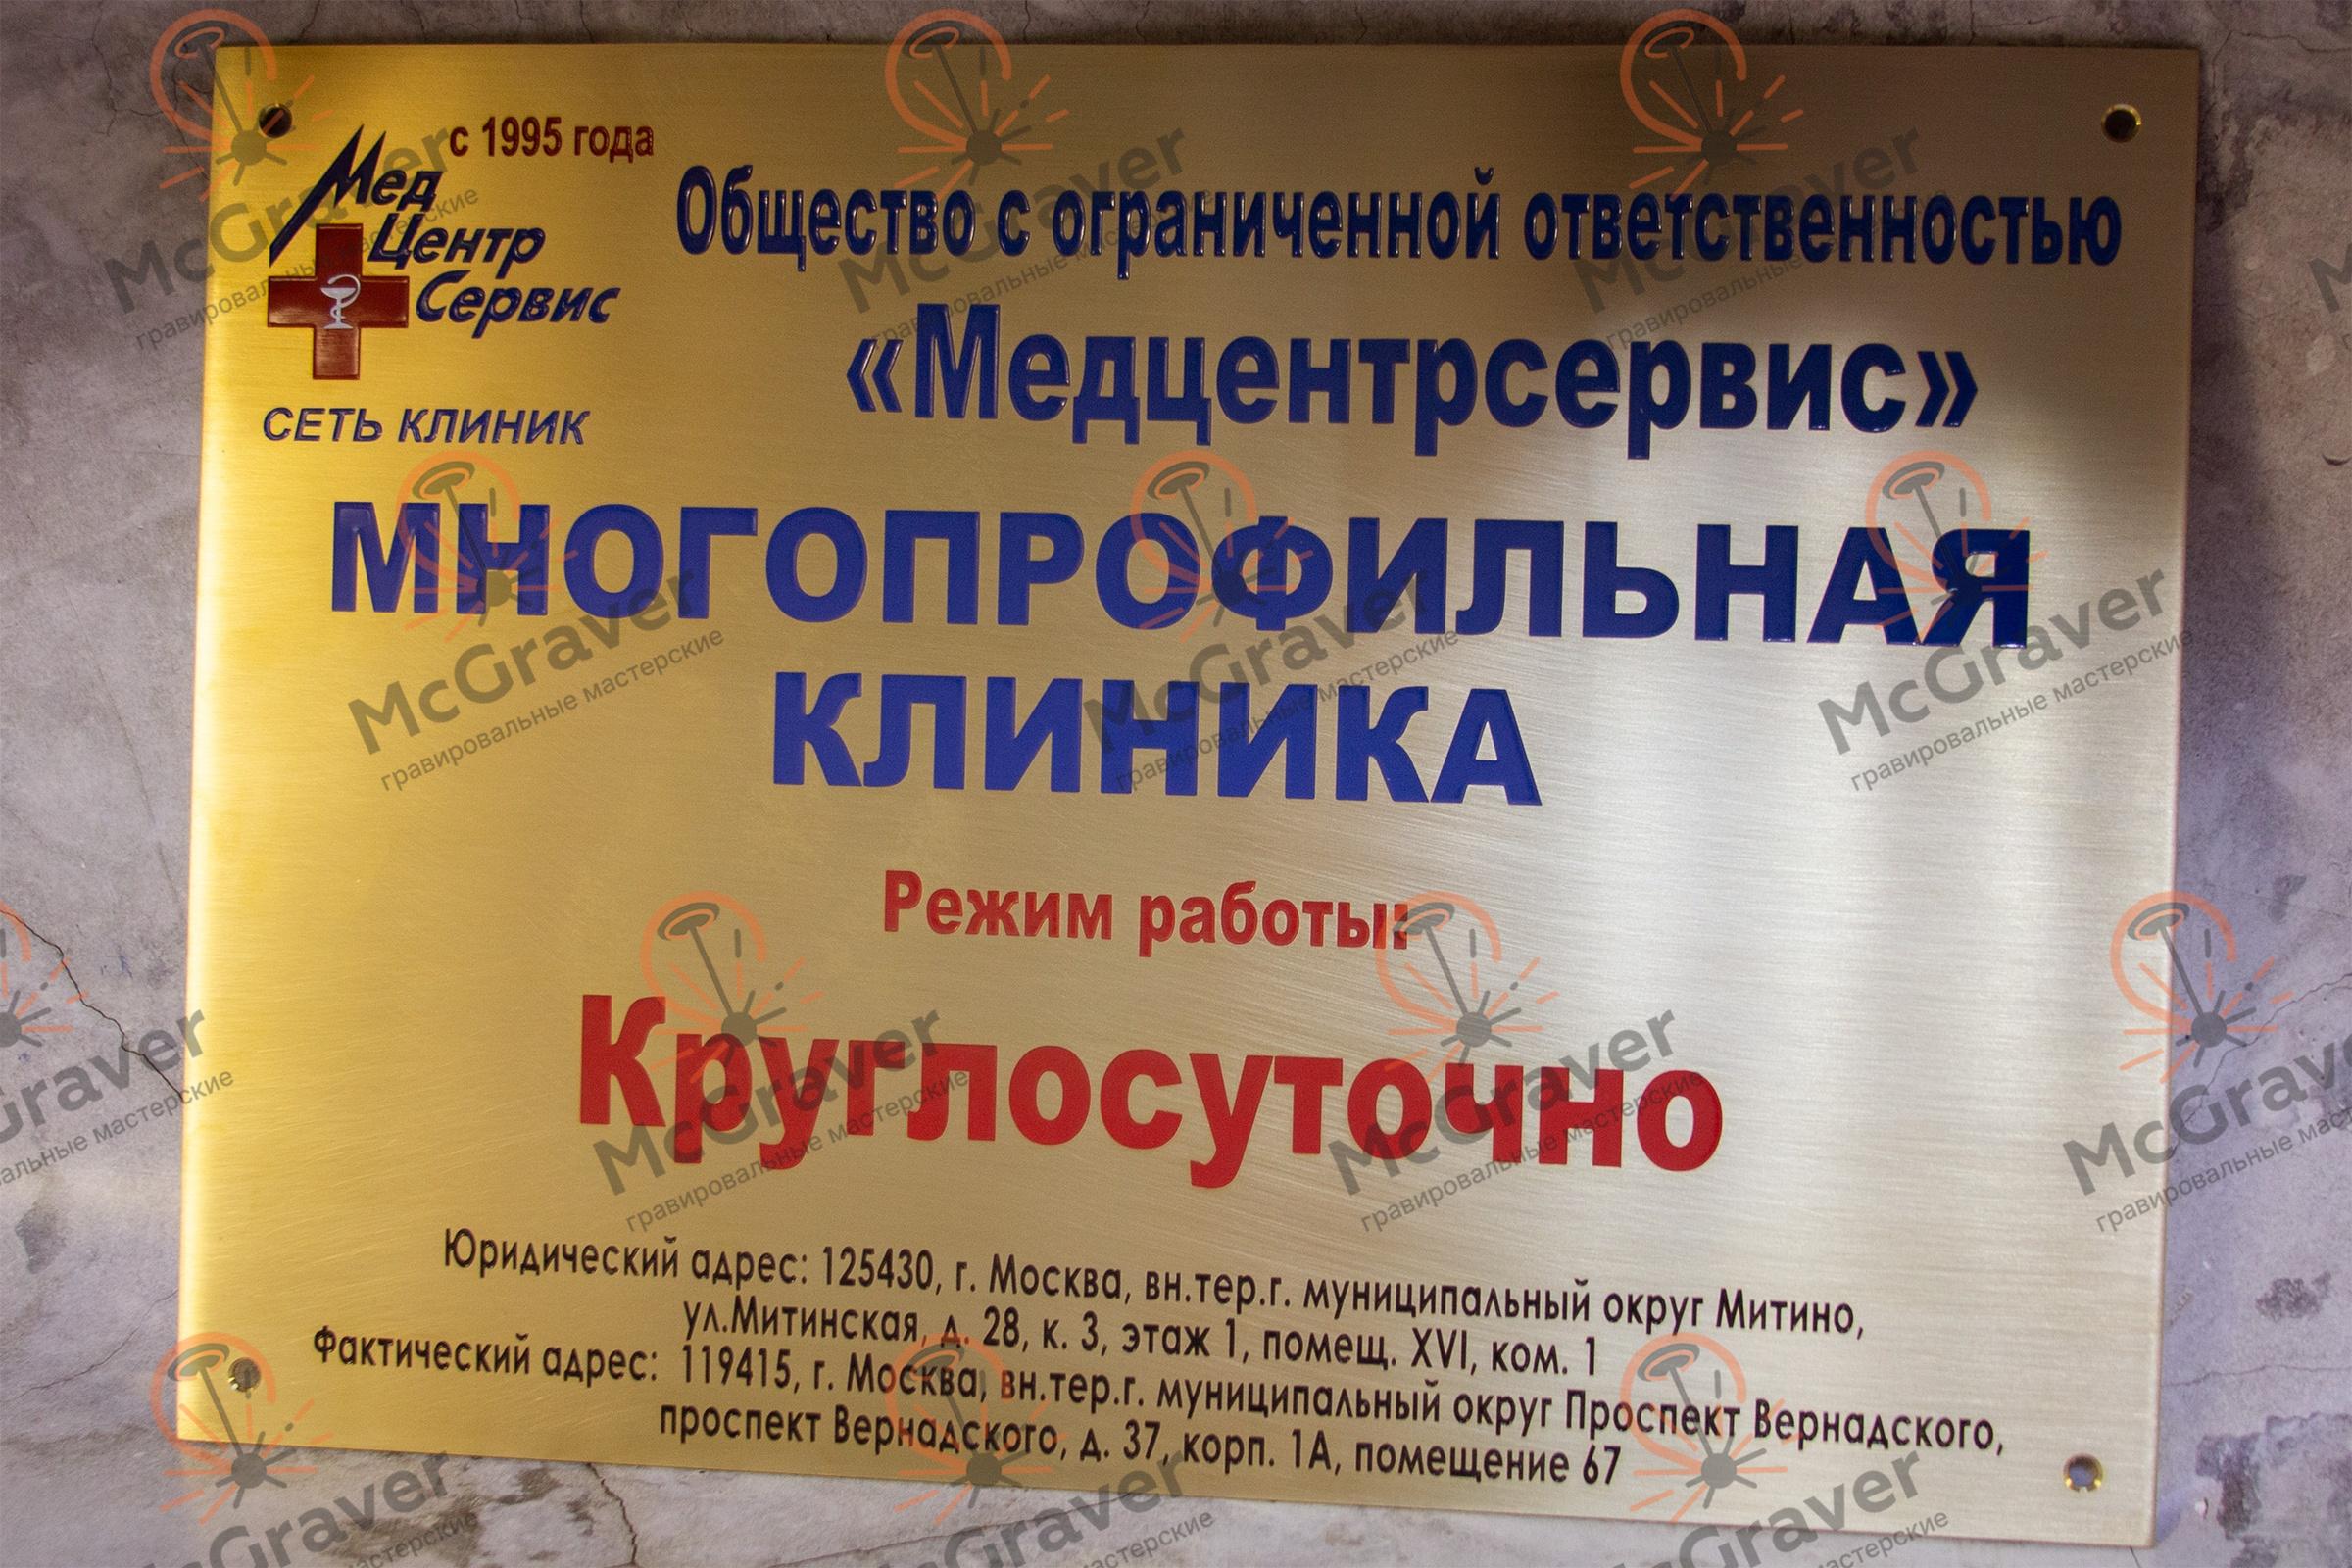 с 1995 года
Мед
Центр
Сервис
СЕТЬ КЛИНИК
Общество с ограниченной ответственностью
«Медцентрсервис»
МНОГОПРОФИЛЬНАЯ
КЛИНИКА
Режим работы:
Круглосуточно
Юридический адрес: 125430, г. Москва, вн.тер.г. муниципальный округ Митино,
ул.Митинская, д. 28, к. 3, этаж 1, помещ. XVI, ком. 1
Фактический адрес: 119415, г. Москва, вн.тер.г. муниципальный округ Проспект Вернадского,
проспект Вернадского, д. 37, корп. 1А, помещение 67
McGraver
гравировальные мастерские